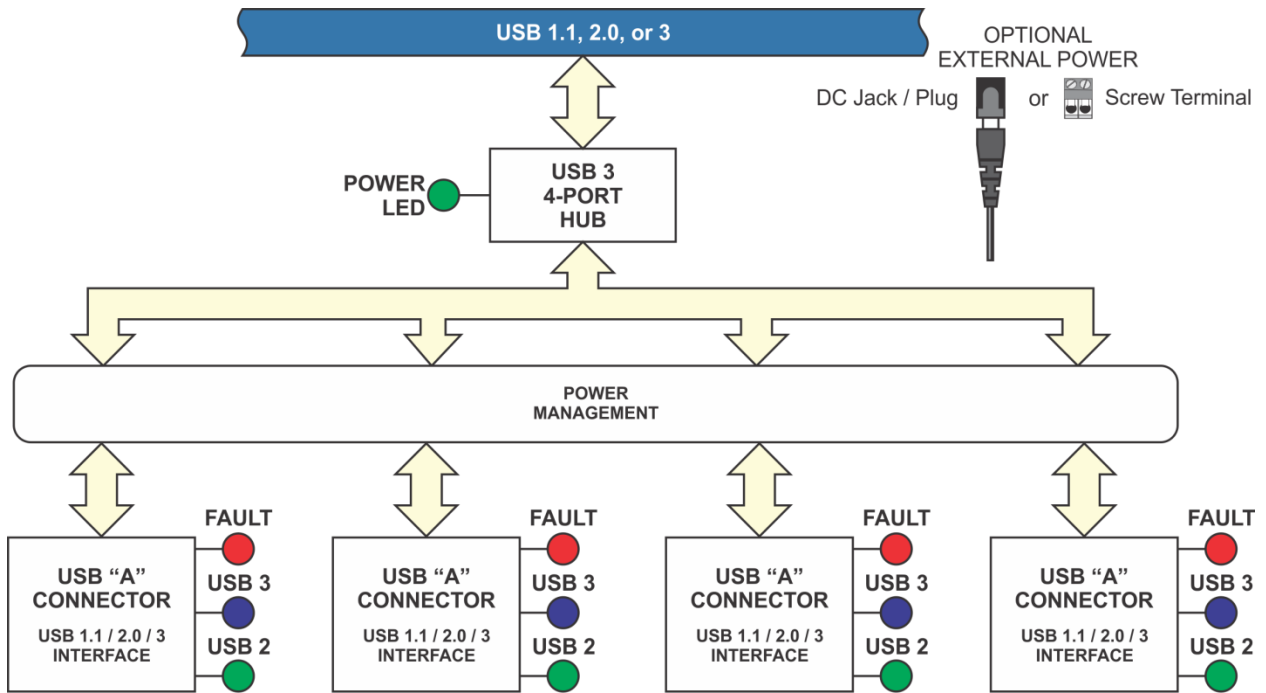 USB 1.1, 2.0, or 3
OPTIONAL
EXTERNAL POWER
DC Jack / Plug or Screw Terminal
POWER
LED
USB 3
4-PORT
HUB
POWER
MANAGEMENT
FAULT
USB 3
USB 2
USB “A”
CONNECTOR
USB 1.1 / 2.0 / 3
INTERFACE
FAULT
USB 3
USB 2
USB “A”
CONNECTOR
USB 1.1 / 2.0 / 3
INTERFACE
FAULT
USB 3
USB 2
USB “A”
CONNECTOR
USB 1.1 / 2.0 / 3
INTERFACE
FAULT
USB 3
USB 2
USB “A”
CONNECTOR
USB 1.1 / 2.0 / 3
INTERFACE